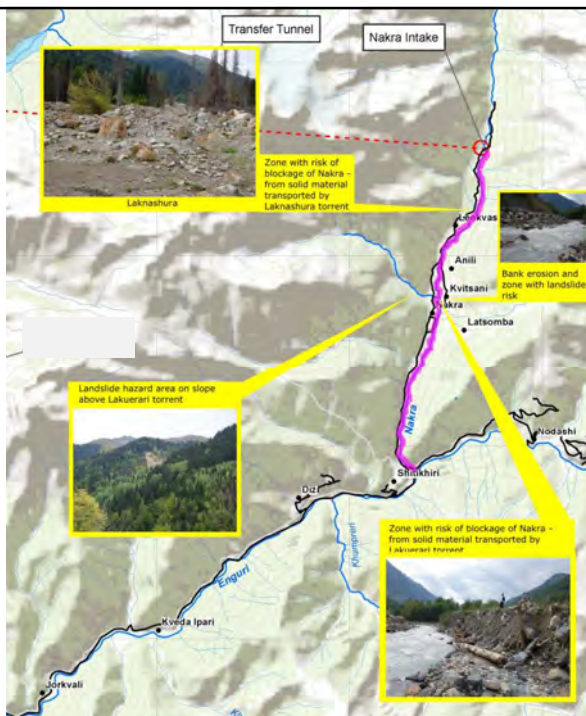 Transfer Tunnel
Nakra Intake
Laknashura
Zone with risk of
blockage of Nakra -
from solid material
transported by
Laknashura torrent
Anili
Bank erosion and
zone with landslide
risk
Kvitsani
Nakra
Latsomba
Landslide hazard area on slope
above Lakuerari torrent
Nakra
Nodashi
Dizi
Khumpreri
Zone with risk of blockage of Nakra -
from solid material transported by
Lakuerari torrent
Enguri
Kveda Ipari
Jorkvali